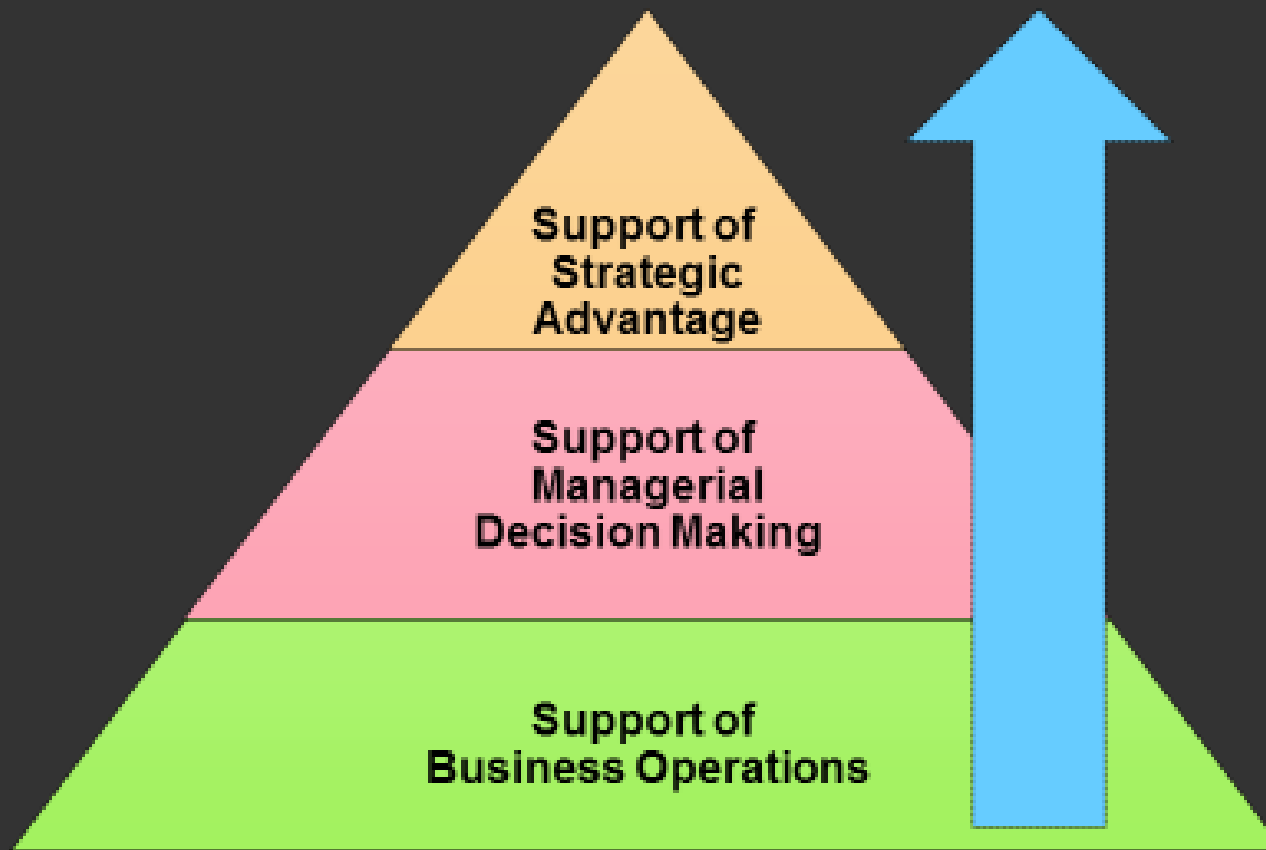 Support of
Strategic
Advantage
Support of
Managerial
Decision Making
Support of
Business Operations